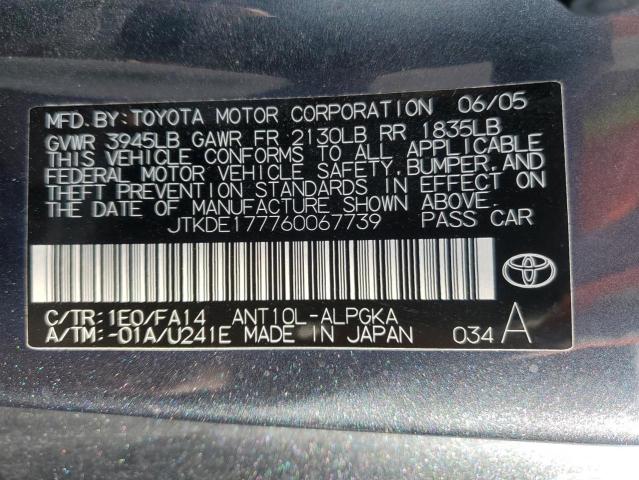 MFD. BY: TOYOTA MOTOR CORPORATION 06/05
GVWR 3945LB GAWR FR 2130LB RR 1835LB
THIS VEHICLE CONFORMS TO ALL APPLICABLE
FEDERAL MOTOR VEHICLE SAFETY, BUMPER, AND
THEFT PREVENTION STANDARDS IN EFFECT ON
THE DATE OF MANUFACTURE SHOWN ABOVE.
JTKDE177760067739 PASS CAR
C/TR: 1E0/FA14 ANT10L-ALPGKA
A/TM: -01A/U241E MADE IN JAPAN 034 A